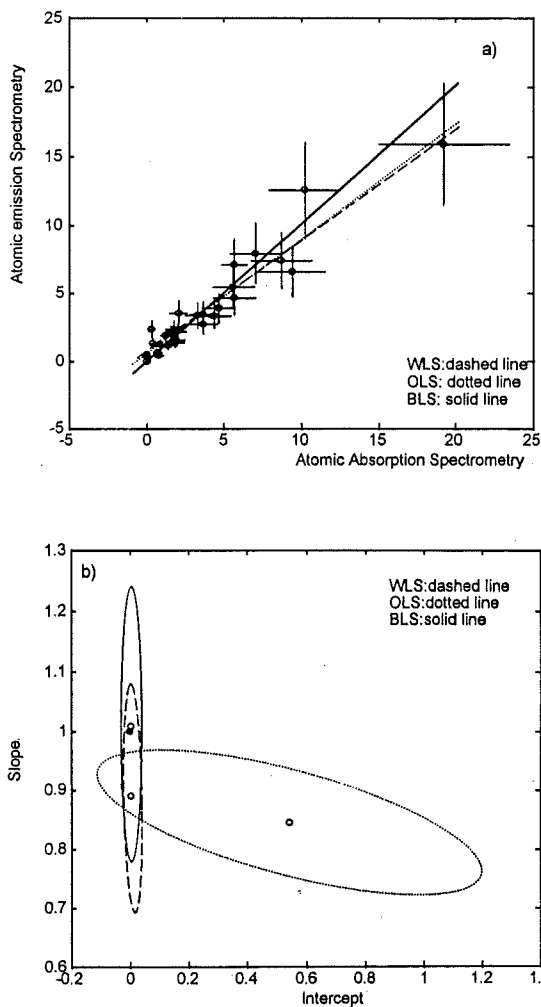 25
a)
20
15
10
5
0
-5
Atomic emission Spectrometry
WLS:dashed line
OLS: dotted line
BLS: solid line
-5 0 5 10 15 20 25
Atomic Absorption Spectrometry
1.3
b)
WLS:dashed line
OLS:dotted line
BLS:solid line
1.2
1.1
1
0.9
0.8
0.7
0.6
Slope.
-0.2 0 0.2 0.4 0.6 0.8 1 1.2 1.
Intercept